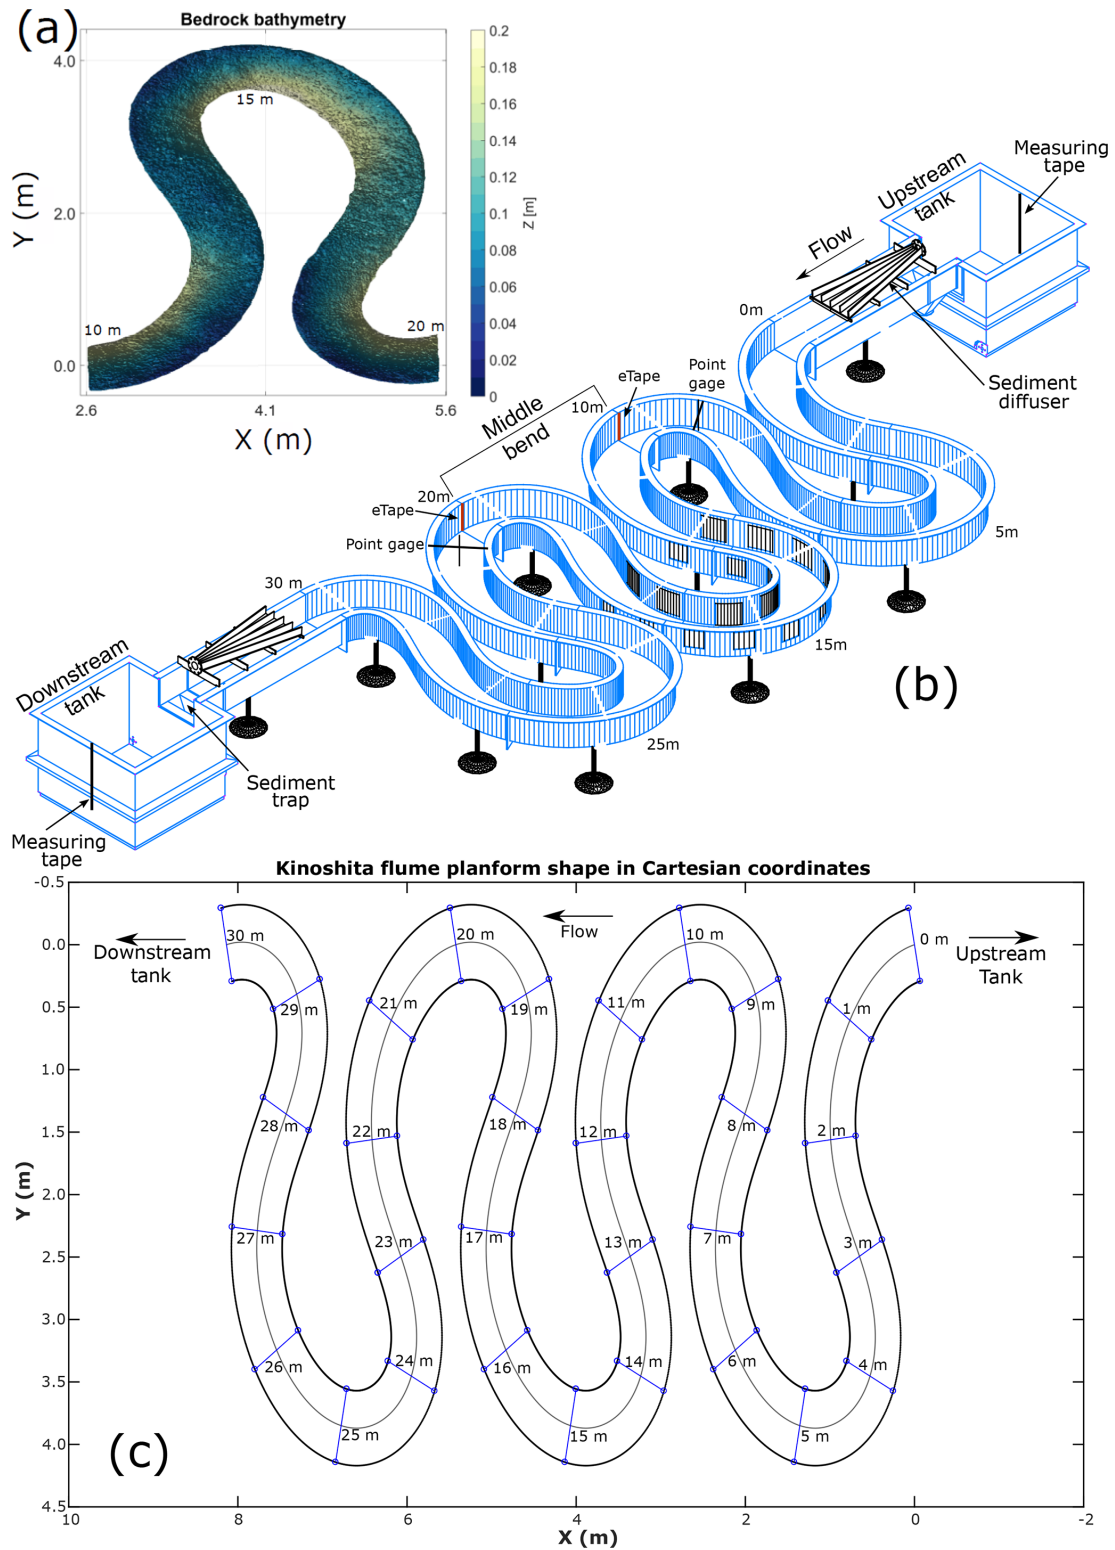 (a)
Bedrock bathymetry
4.0
2.0
0.0
Y (m)
15 m
10 m
20 m
2.6
4.1
5.6
X (m)
0.2
0.18
0.16
0.14
0.12
0.1
0.08
0.06
0.04
0.02
0
Z [m]
Measuring
tape
Upstream
tank
Flow
0m
Sediment
diffuser
Point
gage
eTape
10m
Middle
bend
5m
20m
eTape
Point gage
15m
30 m
(b)
25m
Downstream
tank
Sediment
trap
Measuring
tape
Kinoshita flume planform shape in Cartesian coordinates
-0.5
0.0
0.5
1.0
1.5
2.0
2.5
3.0
3.5
4.0
4.5
Y (m)
Downstream
tank
Flow
Upstream
Tank
0 m
1 m
2 m
3 m
4 m
5 m
6 m
7 m
8 m
9 m
10 m
11 m
12 m
13 m
14 m
15 m
16 m
17 m
18 m
19 m
20 m
21 m
22 m
23 m
24 m
25 m
26 m
27 m
28 m
29 m
30 m
(c)
10
8
6
4
2
0
-2
X (m)